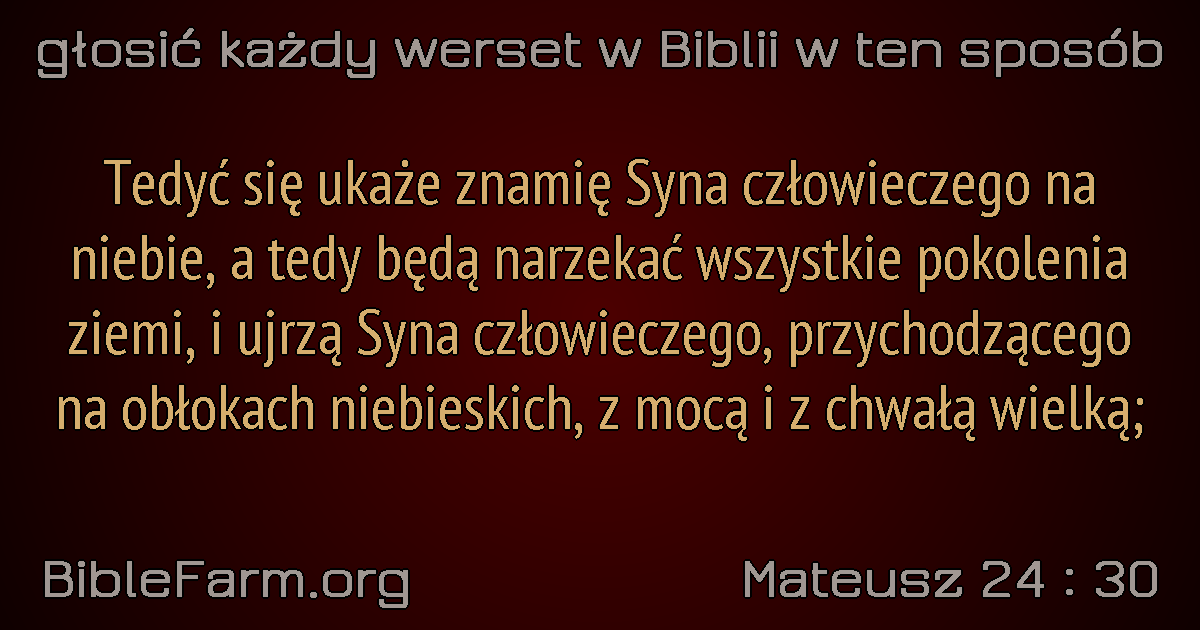 głosić każdy werset w Biblii w ten sposób
Tedyć się ukaże znamię Syna człowieczego na
niebie, a tedy będą narzekać wszystkie pokolenia
ziemi, i ujrzą Syna człowieczego, przychodzącego
na obłokach niebieskich, z mocą i z chwałą wielką;
BibleFarm.org
Mateusz 24 : 30